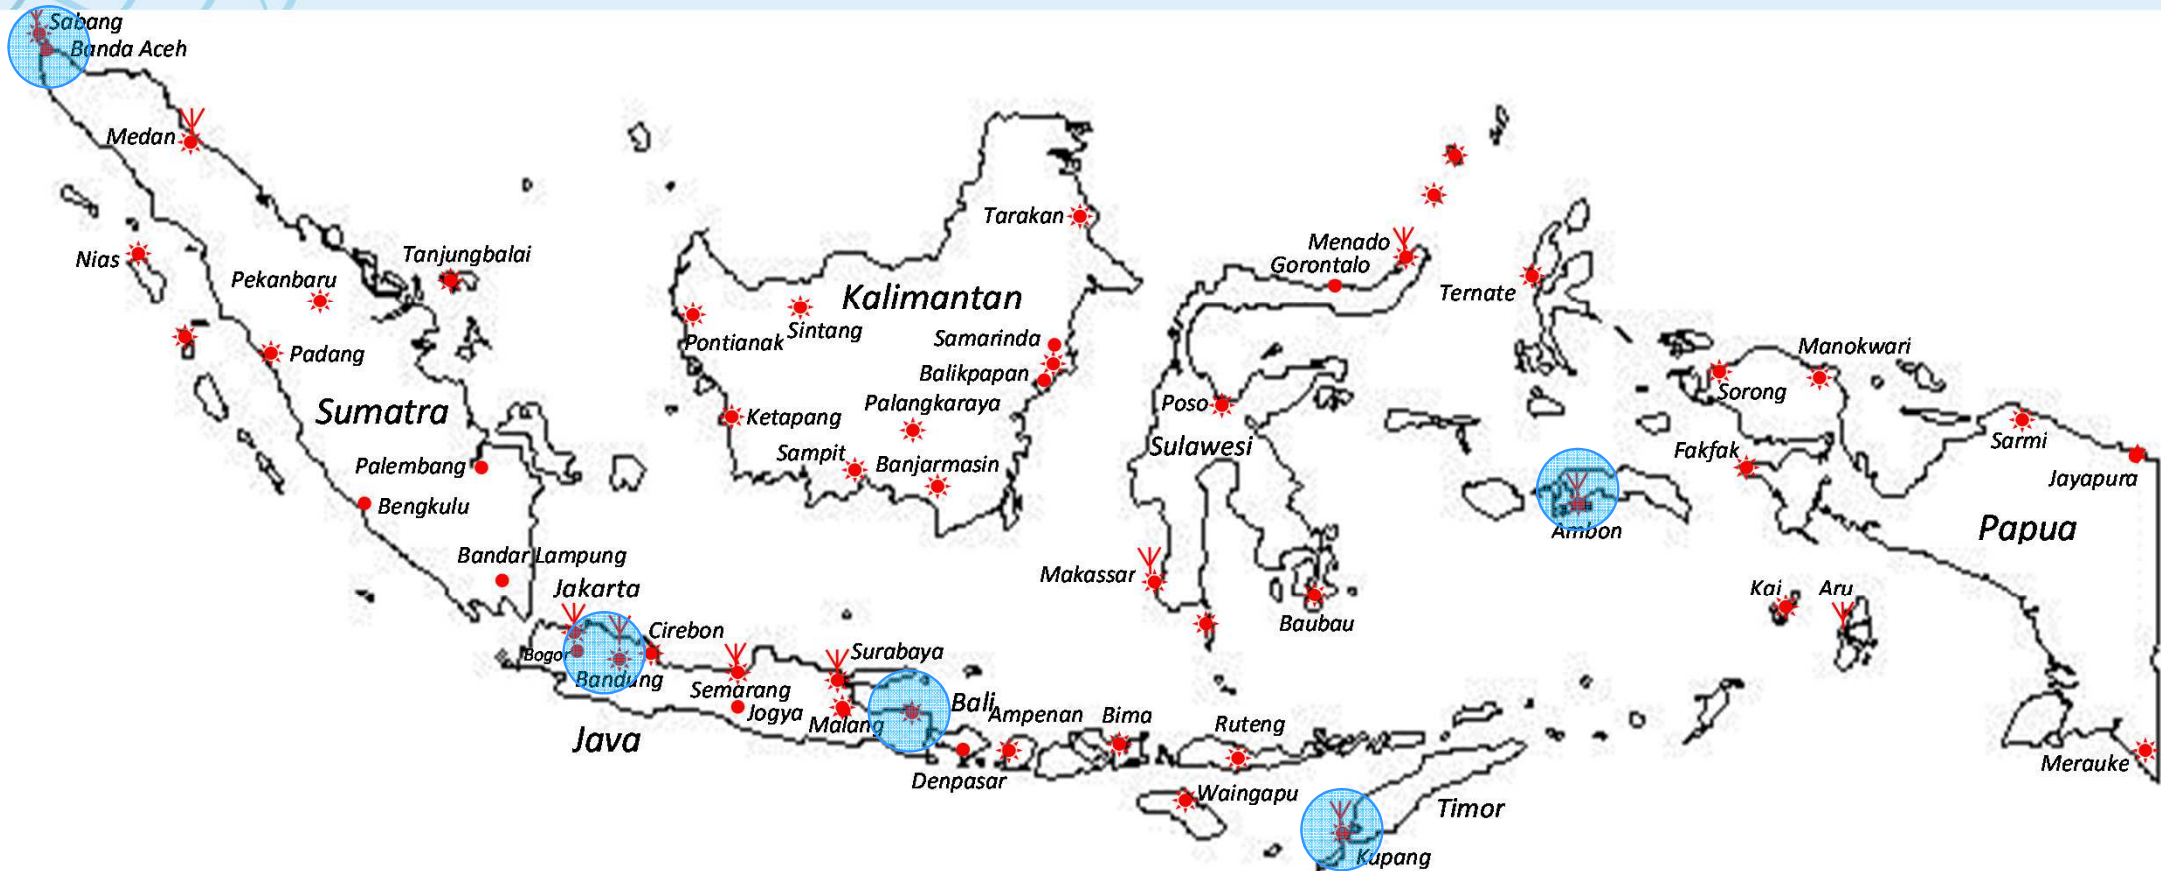 Sabang
Banda Aceh
Medan
Nias
Tanjungbalai
Pekanbaru
Padang
Sumatra
Palembang
Bengkulu
Bandar Lampung
Jakarta
Bogor
Bandung
Cirebon
Semarang
Jogya
Surabaya
Malang
Java
Bali
Denpasar
Ampenan
Bima
Ruteng
Waingapu
Timor
Kupang
Tarakan
Kalimantan
Pontianak
Sintang
Samarinda
Balikpapan
Ketapang
Palangkaraya
Sampit
Banjarmasin
Menado
Gorontalo
Poso
Sulawesi
Makassar
Baubau
Ternate
Ambon
Sorong
Manokwari
Fakfak
Sarmi
Jayapura
Papua
Kai
Aru
Merauke